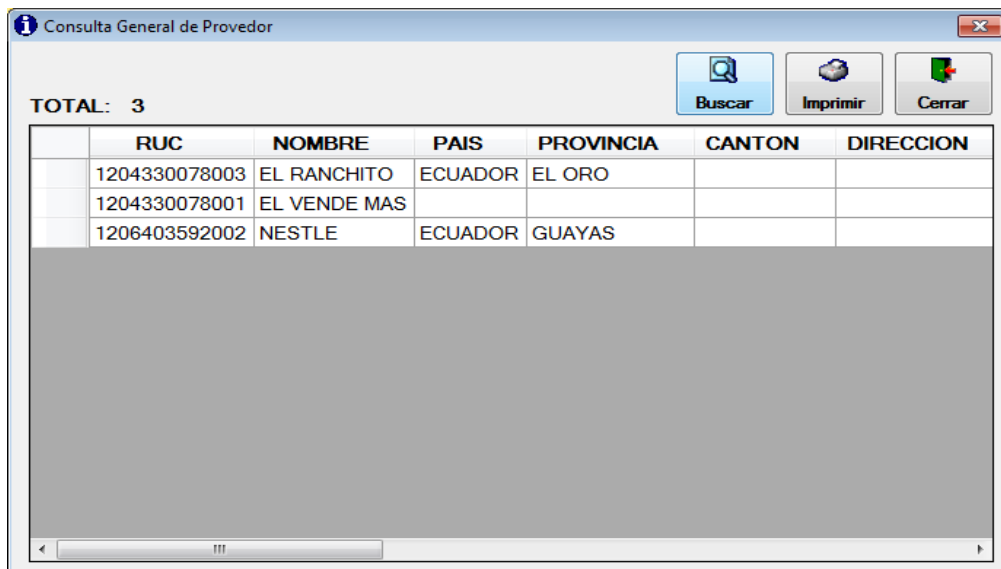 Consulta General de Provedor
Buscar Imprimir Cerrar
TOTAL: 3
RUC NOMBRE PAIS PROVINCIA CANTON DIRECCION
1204330078003 EL RANCHITO ECUADOR EL ORO
1204330078001 EL VENDE MAS
1206403592002 NESTLE ECUADOR GUAYAS